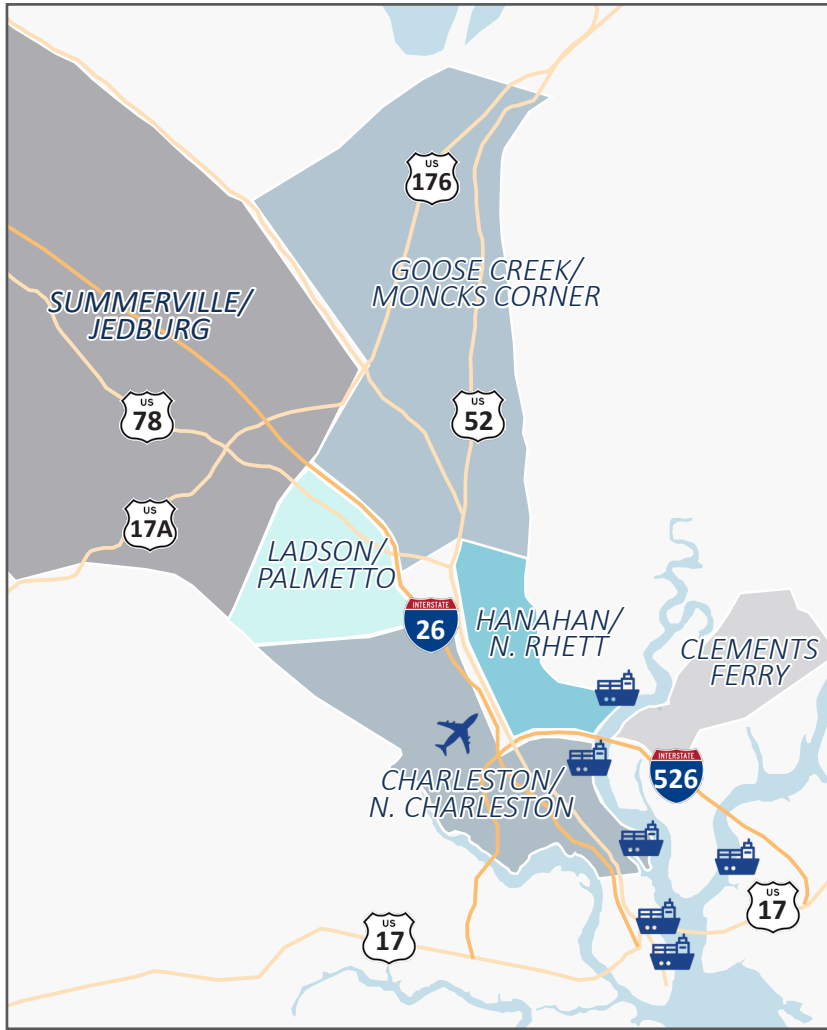 US
176
GOOSE CREEK/
MONCKS CORNER
SUMMERVILLE/
JEDBURG
US
78
US
52
US
17A
LADSON/
PALMETTO
INTERSTATE
26
HANAHAN/
N. RHETT
CLEMENTS
FERRY
INTERSTATE
526
CHARLESTON/
N. CHARLESTON
US
17
US
17